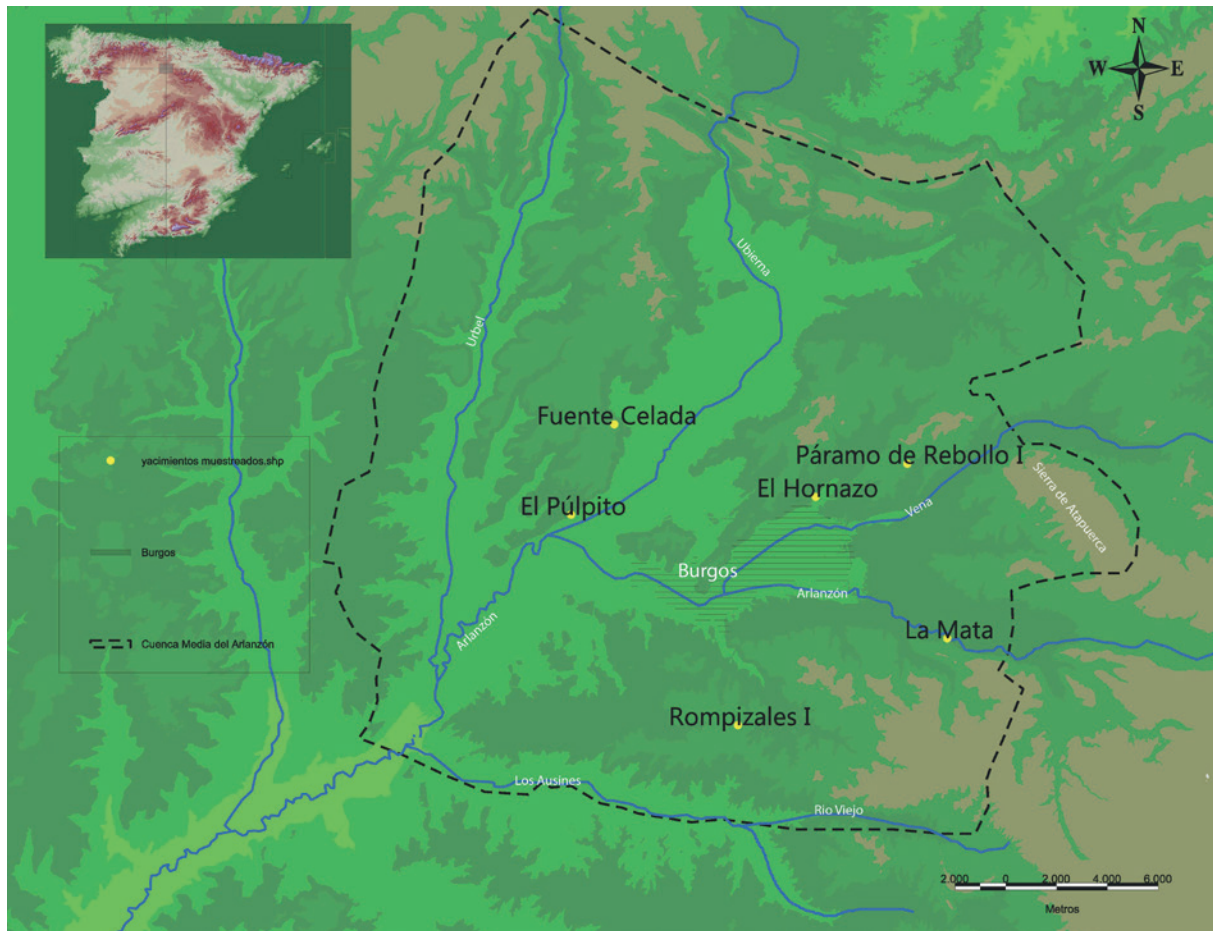 N
W
E
S
Ubierna
Urbel
Fuente Celada
Páramo de Rebollo I
El Hornazo
Sierra de Atapuerca
yacimientos muestreados.shp
El Púlpito
Vena
Burgos
Burgos
Arlanzón
Arlanzón
La Mata
Cuenca Media del Arlanzón
Rompizales I
Los Ausines
Rio Viejo
2.000 0 2.000 4.000 6.000
Metros